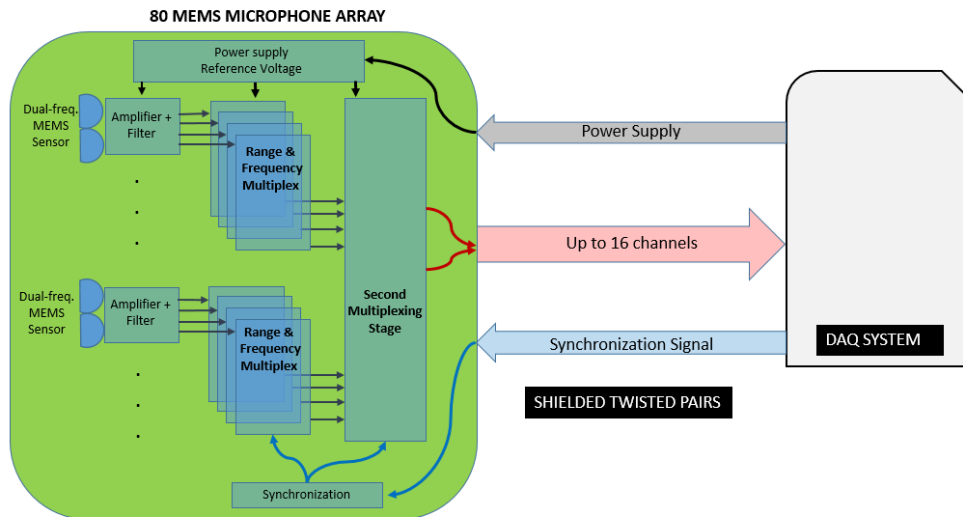 80 MEMS MICROPHONE ARRAY
Power supply
Reference Voltage
Dual-freq.
MEMS
Sensor
Amplifier +
Filter
Range &
Frequency
Multiplex
Power Supply
Up to 16 channels
Dual-freq.
MEMS
Sensor
Amplifier +
Filter
Range &
Frequency
Multiplex
Second
Multiplexing
Stage
Synchronization Signal
DAQ SYSTEM
SHIELDED TWISTED PAIRS
Synchronization